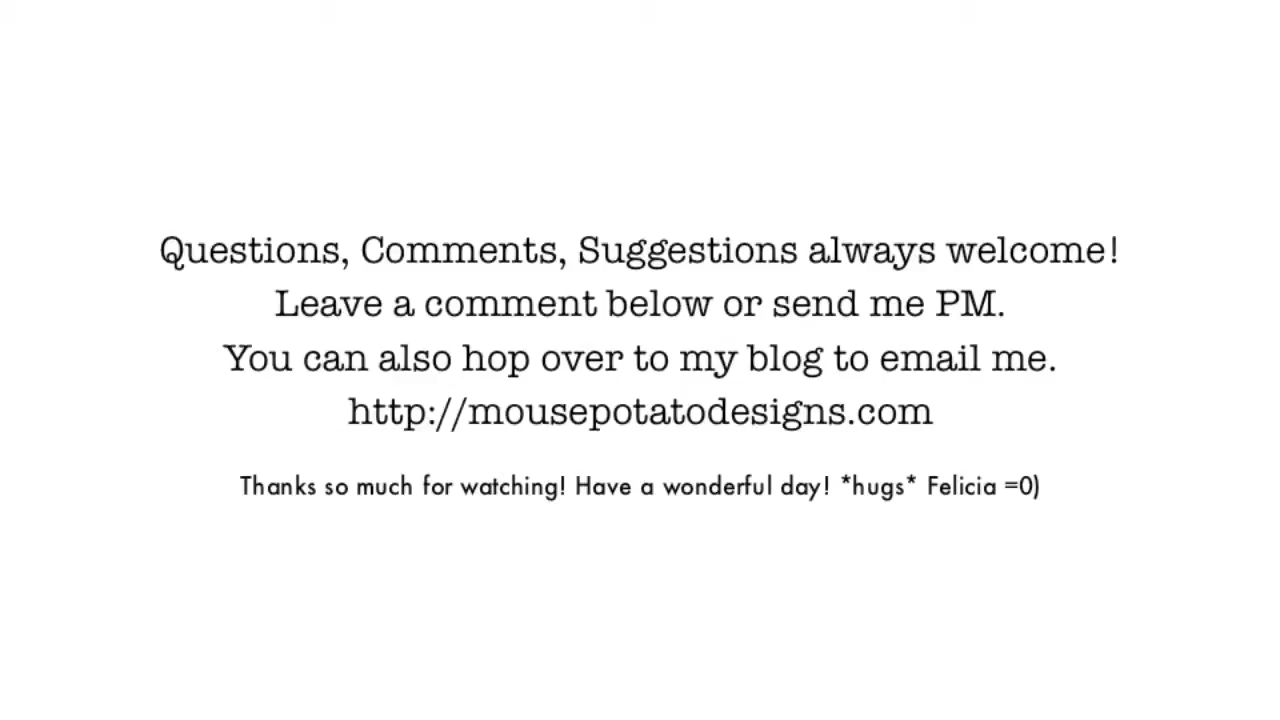 Questions, Comments, Suggestions always welcome!
Leave a comment below or send me PM.
You can also hop over to my blog to email me.
http://mousepotatodesigns.com
Thanks so much for watching! Have a wonderful day! *hugs* Felicia =0)